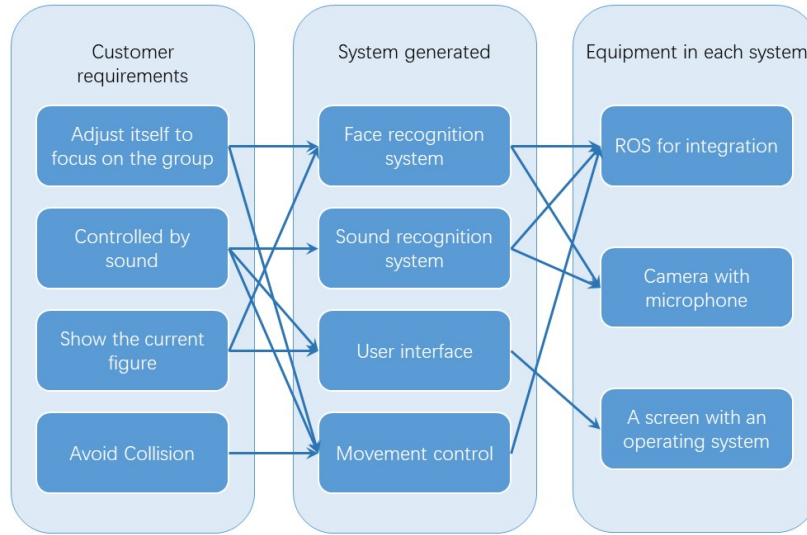 Customer
requirements
Adjust itself to
focus on the group
Controlled by
sound
Show the current
figure
Avoid Collision
System generated
Face recognition
system
Sound recognition
system
User interface
Movement control
Equipment in each system
ROS for integration
Camera with
microphone
A screen with an
operating system